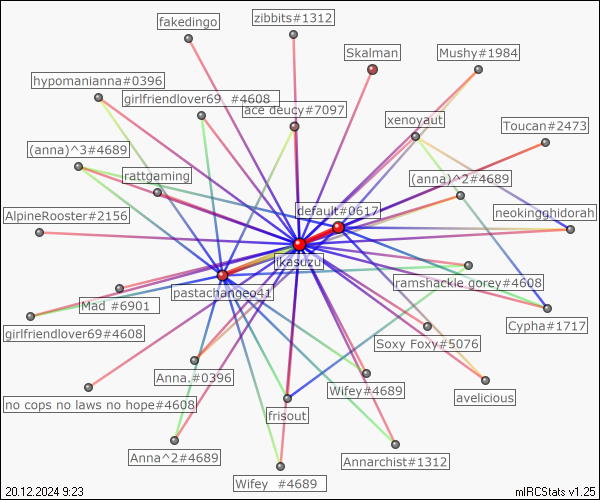 fakedingo
zibbits#1312
Skalman
Mushy#1984
hypomanianna#0396
girlfriendlover69_#4608
ace deucy#7097
xenoyaut
Toucan#2473
(anna)^3#4689
rattgaming
(anna)^2#4689
AlpineRooster#2156
default#0617
neokingghidorah
ikasuzu
pastachangeo41
ramshackle gorey#4608
Mad_#6901
girlfriendlover69#4608
Cypha#1717
Soxy Foxy#5076
Anna.#0396
Wifey#4689
avelicious
no cops no laws no hope#4608
frisout
Anna^2#4689
Annarchist#1312
Wifey_#4689
20.12.2024 9:23
mIRCStats v1.25